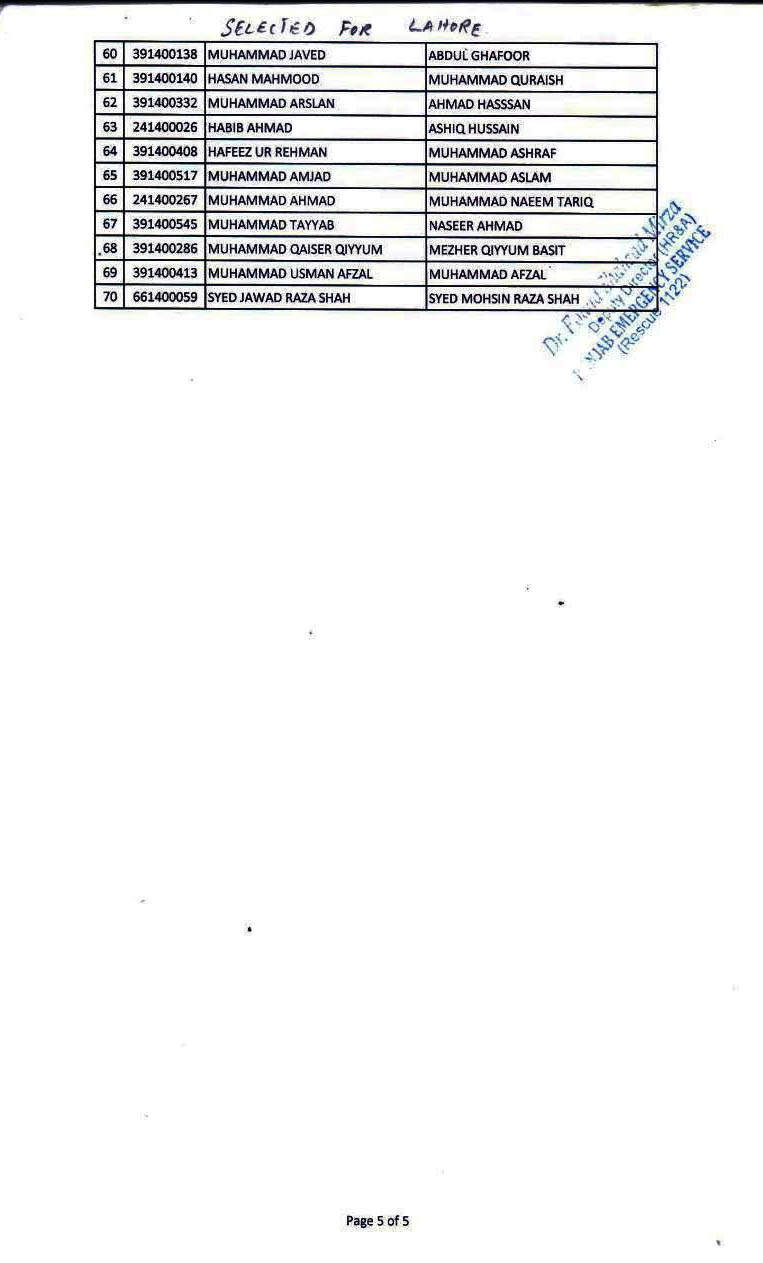 SELECTED FOR LAHORE
60 391400138 MUHAMMAD JAVED ABDUL GHAFOOR
61 391400140 HASAN MAHMOOD MUHAMMAD QURAISH
62 391400332 MUHAMMAD ARSLAN AHMAD HASSSAN
63 241400026 HABIB AHMAD ASHIQ HUSSAIN
64 391400408 HAFEEZ UR REHMAN MUHAMMAD ASHRAF
65 391400517 MUHAMMAD AMJAD MUHAMMAD ASLAM
66 241400267 MUHAMMAD AHMAD MUHAMMAD NAEEM TARIQ
67 391400545 MUHAMMAD TAYYAB NASEER AHMAD
68 391400286 MUHAMMAD QAISER QIYYUM MEZHER QIYYUM BASIT
69 391400413 MUHAMMAD USMAN AFZAL MUHAMMAD AFZAL
70 661400059 SYED JAWAD RAZA SHAH SYED MOHSIN RAZA SHAH
Dr. Mirza
Deputy Director (HR&A)
EMERGENCY SERVICE
(Rescue 1122)
Page 5 of 5